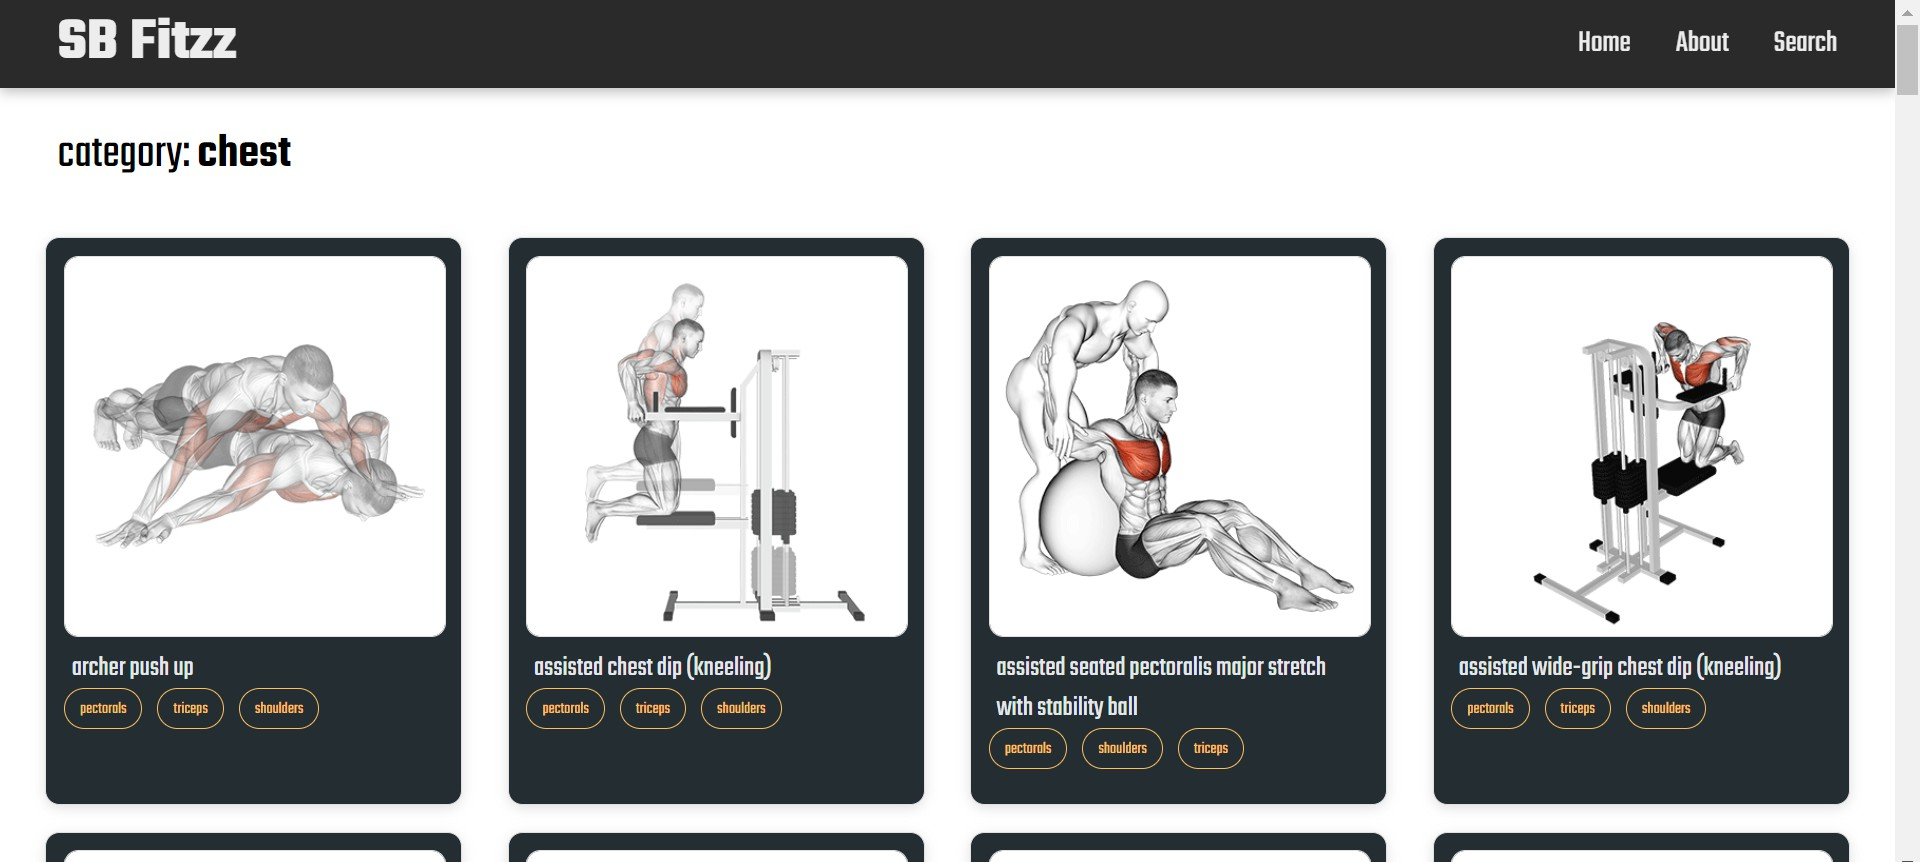 SB Fitzz
Home
About
Search
category: chest
archer push up
pectorals
triceps
shoulders
assisted chest dip (kneeling)
pectorals
triceps
shoulders
assisted seated pectoralis major stretch
with stability ball
pectorals
shoulders
triceps
assisted wide-grip chest dip (kneeling)
pectorals
triceps
shoulders